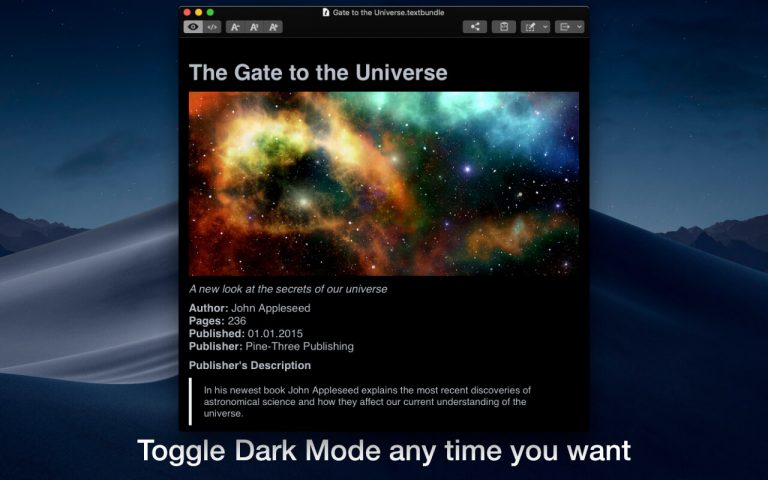 Gate to the Universe.textbundle
The Gate to the Universe
A new look at the secrets of our universe
Author: John Appleseed
Pages: 236
Published: 01.01.2015
Publisher: Pine-Three Publishing
Publisher's Description
In his newest book John Appleseed explains the most recent discoveries of
astronomical science and how they affect our current understanding of the
universe.
Toggle Dark Mode any time you want